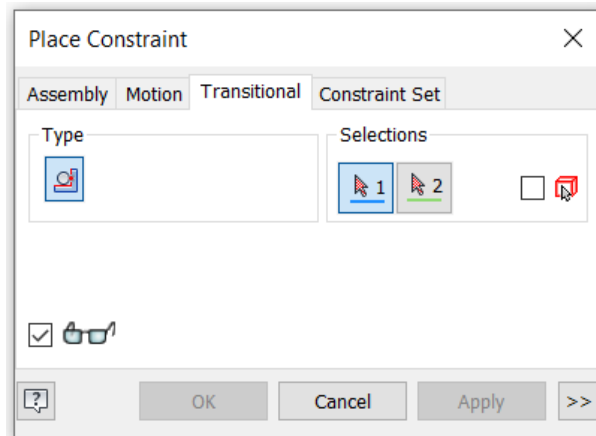 Place Constraint
Assembly Motion Transitional Constraint Set
Type Selections
1 2
? OK Cancel Apply >>